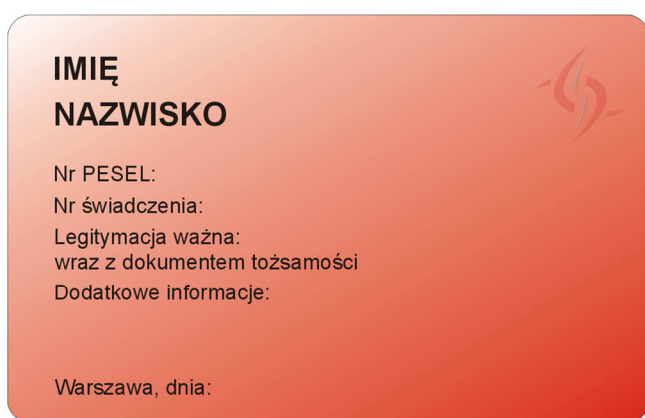 IMIĘ
NAZWISKO
Nr PESEL:
Nr świadczenia:
Legitymacja ważna:
wraz z dokumentem tożsamości
Dodatkowe informacje:
Warszawa, dnia: